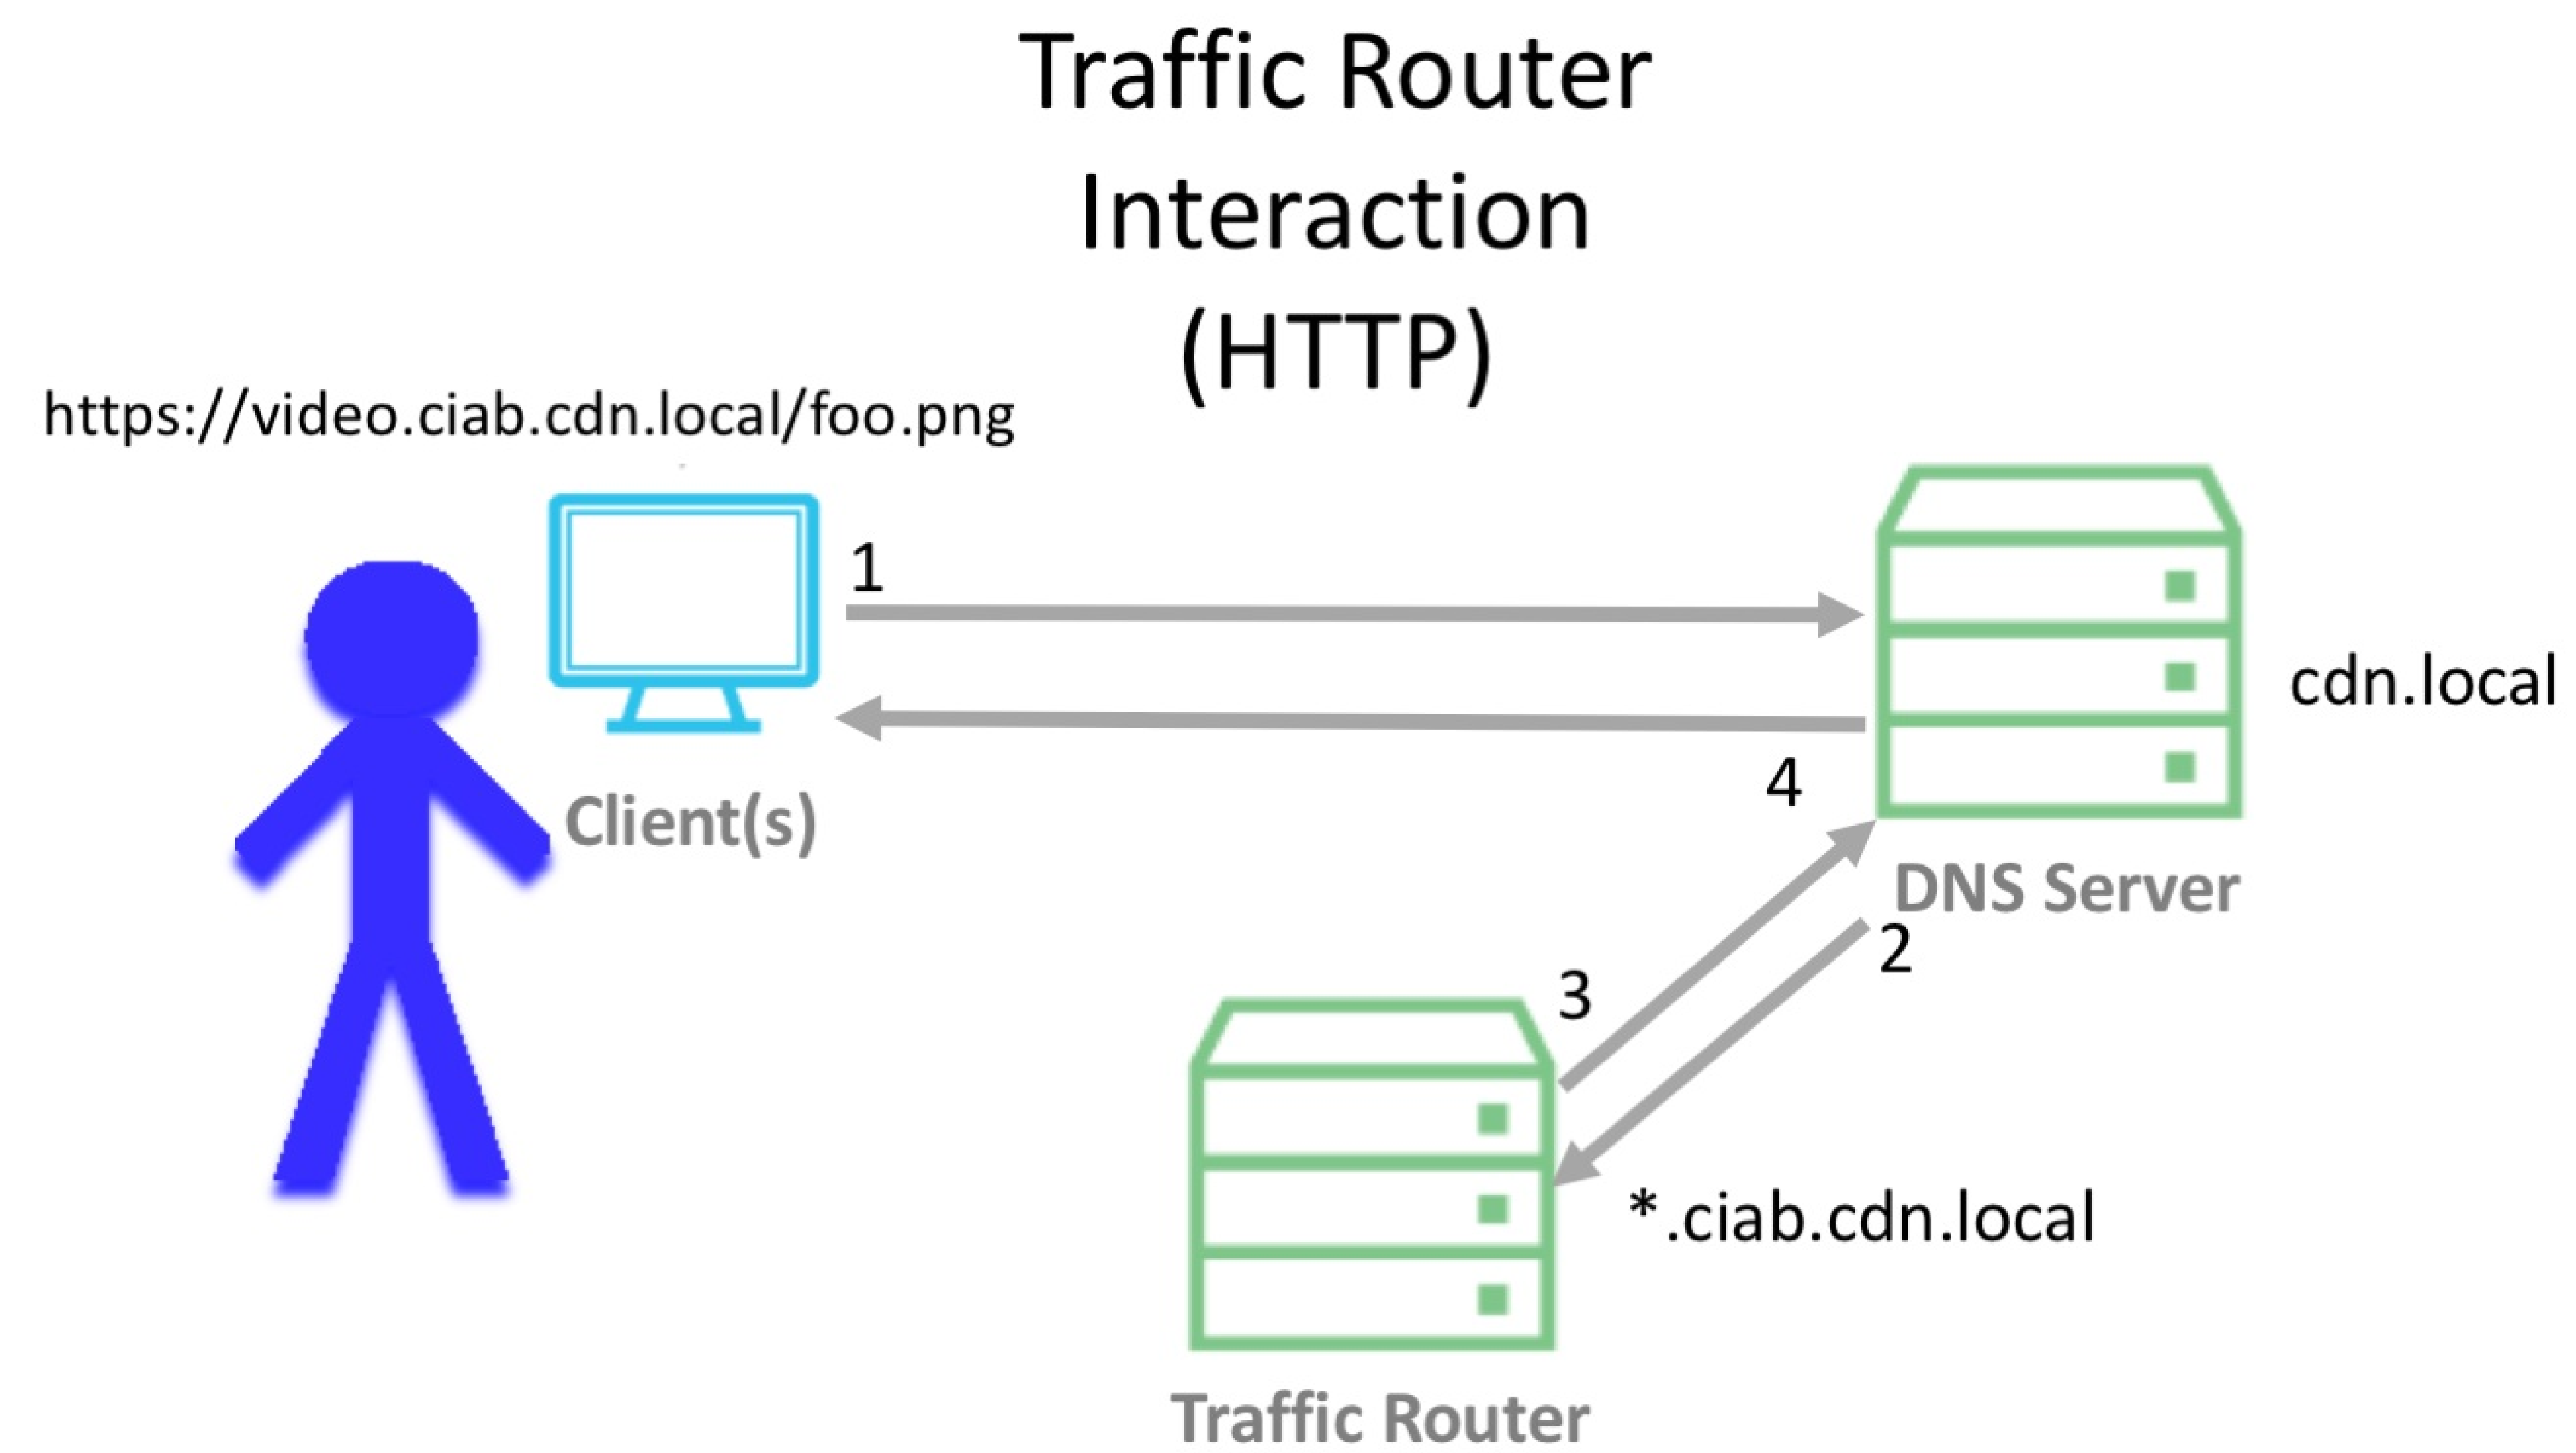 Traffic Router
Interaction
(HTTP)
https://video.ciab.cdn.local/foo.png
1
cdn.local
4
Client(s)
DNS Server
2
3
*.ciab.cdn.local
Traffic Router